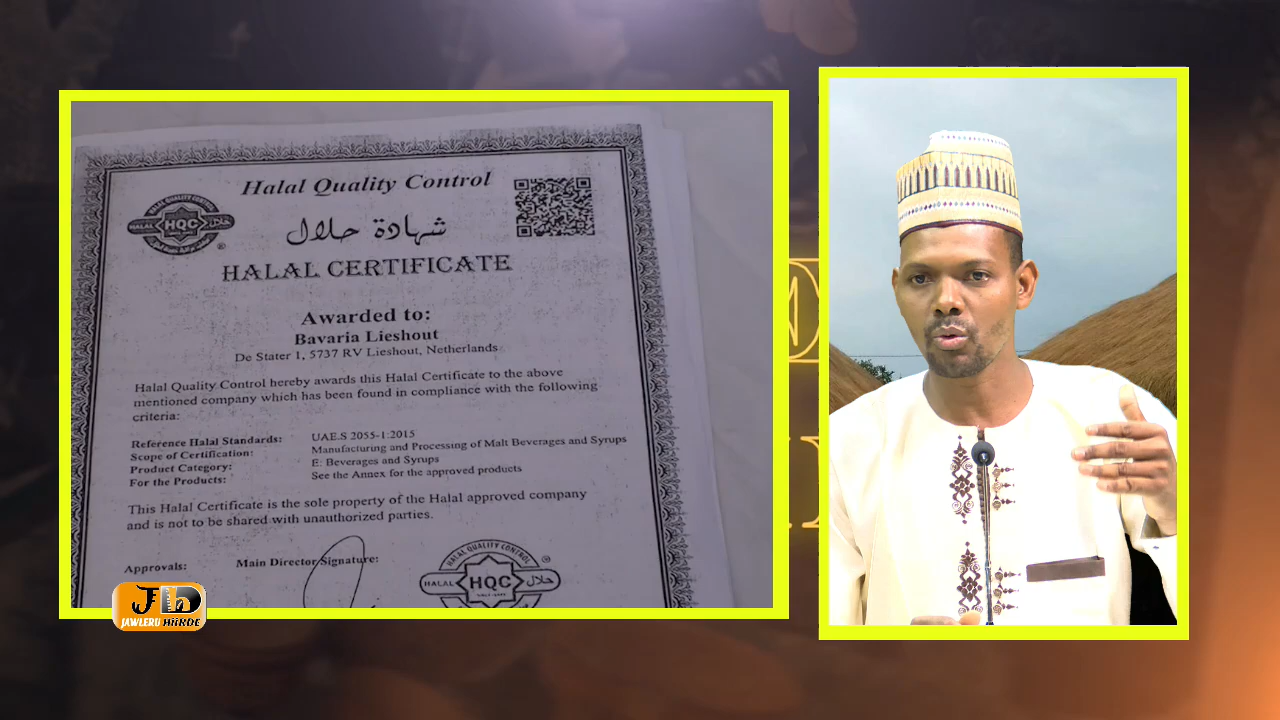 Halal Quality Control
HALAL QUALITY CONTROL
HALAL HQC حلال
®
شهادة حلال
HALAL CERTIFICATE
Awarded to:
Bavaria Lieshout
De Stater 1, 5737 RV Lieshout, Netherlands
Halal Quality Control hereby awards this Halal Certificate to the above
mentioned company which has been found in compliance with the following
criteria:
Reference Halal Standards: UAE.S 2055-1:2015
Scope of Certification: Manufacturing and Processing of Malt Beverages and Syrups
Product Category: E: Beverages and Syrups
For the Products: See the Annex for the approved products
This Halal Certificate is the sole property of the Halal approved company
and is not to be shared with unauthorized parties.
Approvals: Main Director Signature:
HALAL QUALITY CONTROL
®
HALAL HQC حلال
JAWLERU HIIRDE